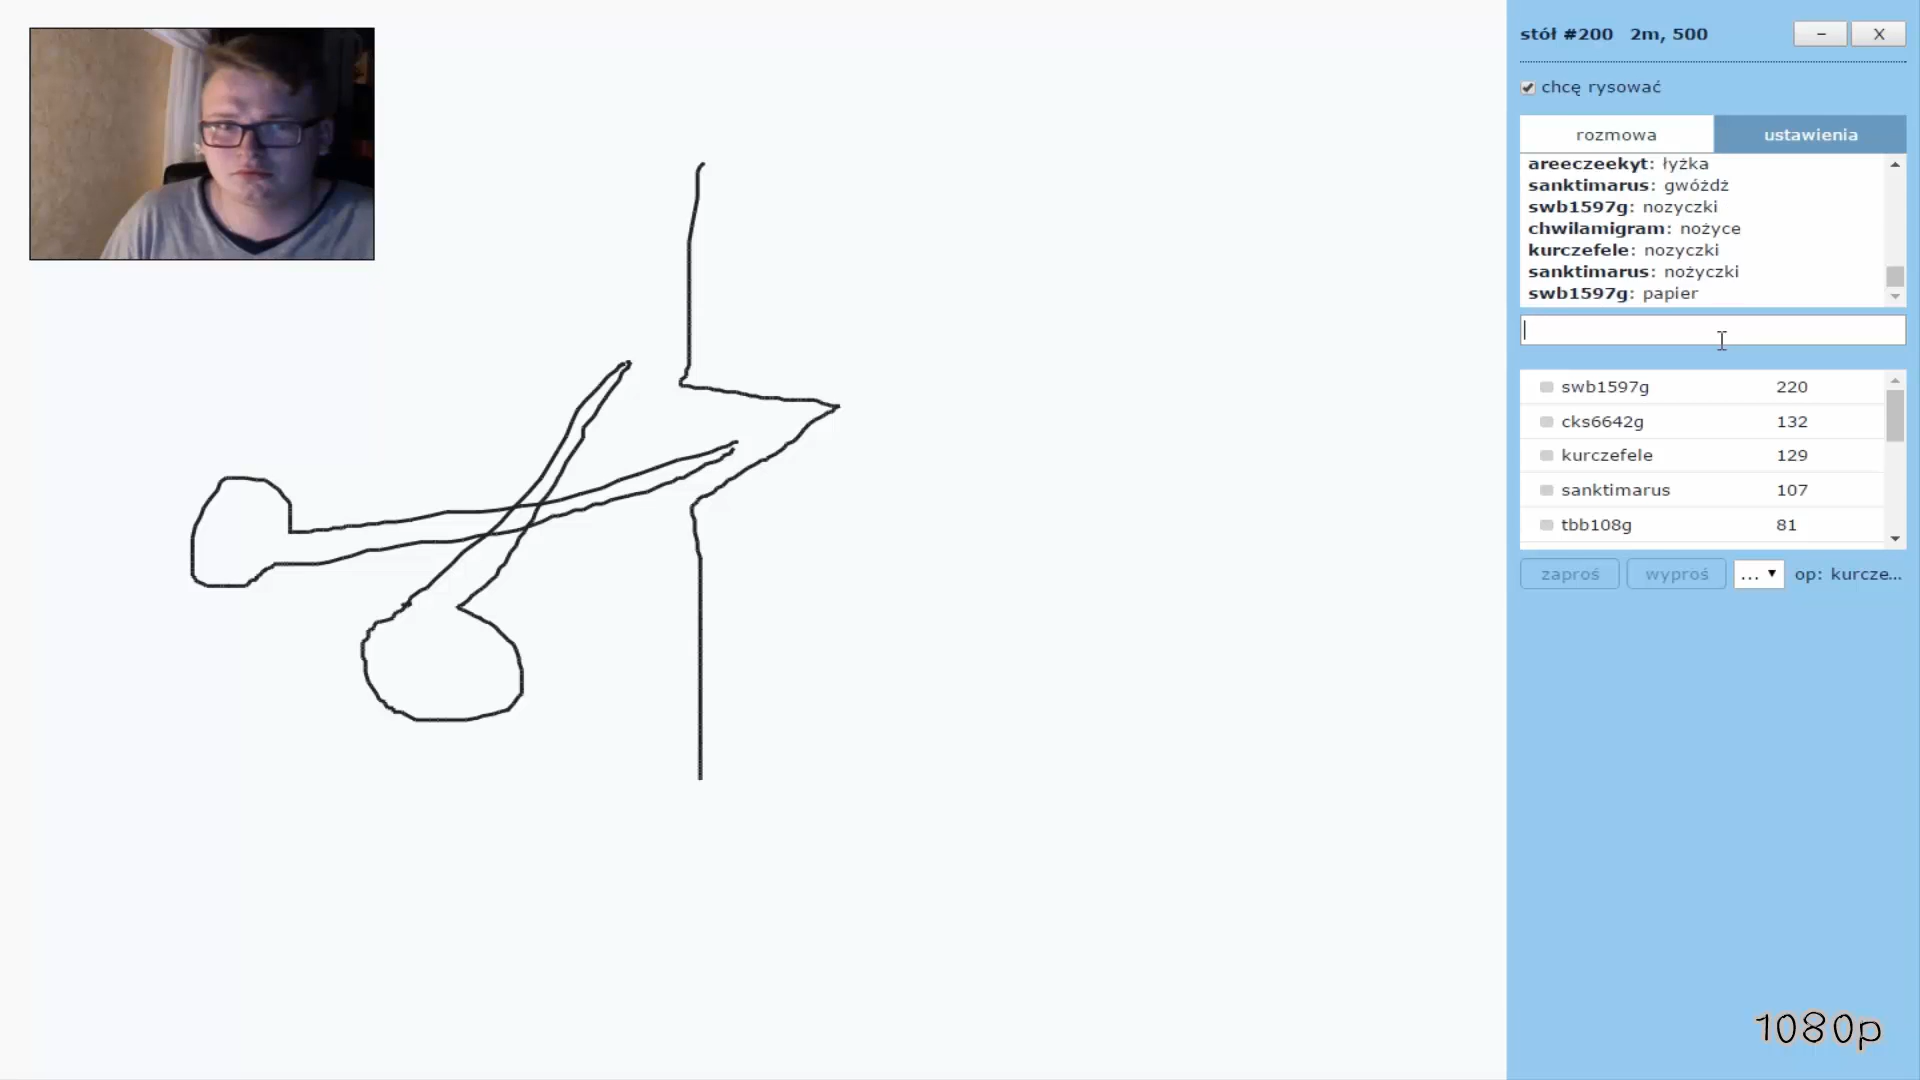 stół #200 2m, 500
– X
chcę rysować
rozmowa ustawienia
areeczeekyt: łyżka
sanktimarus: gwóżdż
swb1597g: nozyczki
chwilamigram: nożyce
kurczefele: nozyczki
sanktimarus: nożyczki
swb1597g: papier
swb1597g 220
cks6642g 132
kurczefele 129
sanktimarus 107
tbb108g 81
zaproś wyproś ... op: kurcze...
1080p